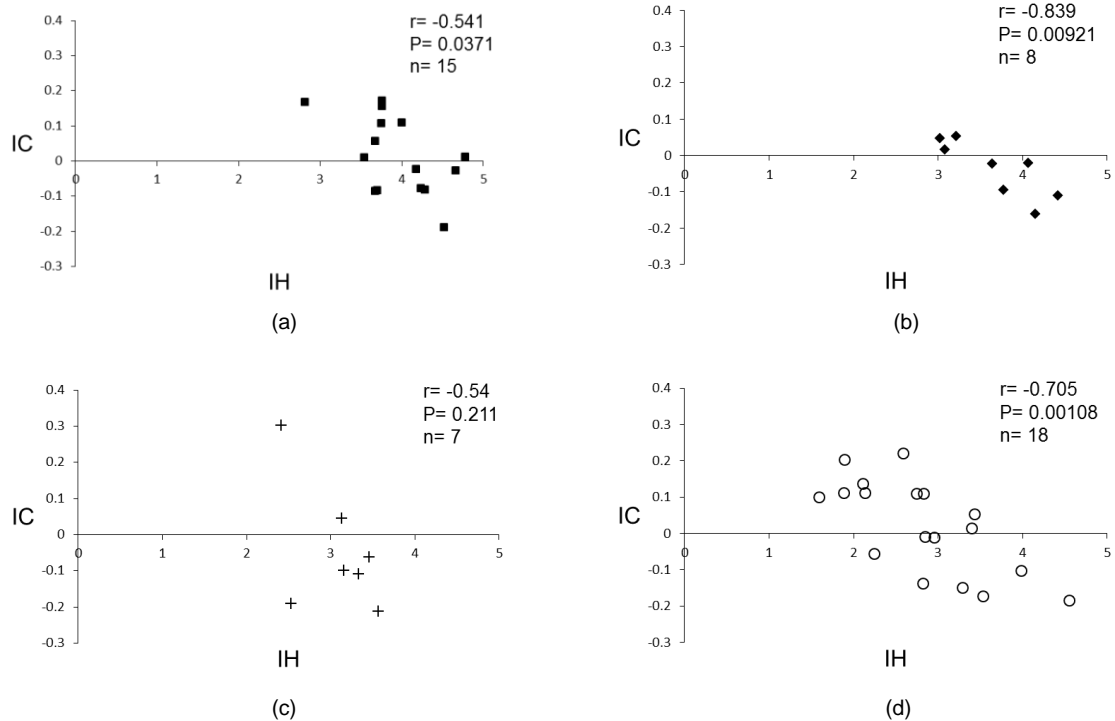 r= -0.541
P= 0.0371
n= 15
0.4
0.3
0.2
0.1
0
-0.1
-0.2
-0.3
IC
0 1 2 3 4 5
IH
(a)
r= -0.839
P= 0.00921
n= 8
0.4
0.3
0.2
0.1
0
-0.1
-0.2
-0.3
IC
0 1 2 3 4 5
IH
(b)
r= -0.54
P= 0.211
n= 7
0.4
0.3
0.2
0.1
0
-0.1
-0.2
-0.3
IC
0 1 2 3 4 5
IH
(c)
r= -0.705
P= 0.00108
n= 18
0.4
0.3
0.2
0.1
0
-0.1
-0.2
-0.3
IC
0 1 2 3 4 5
IH
(d)